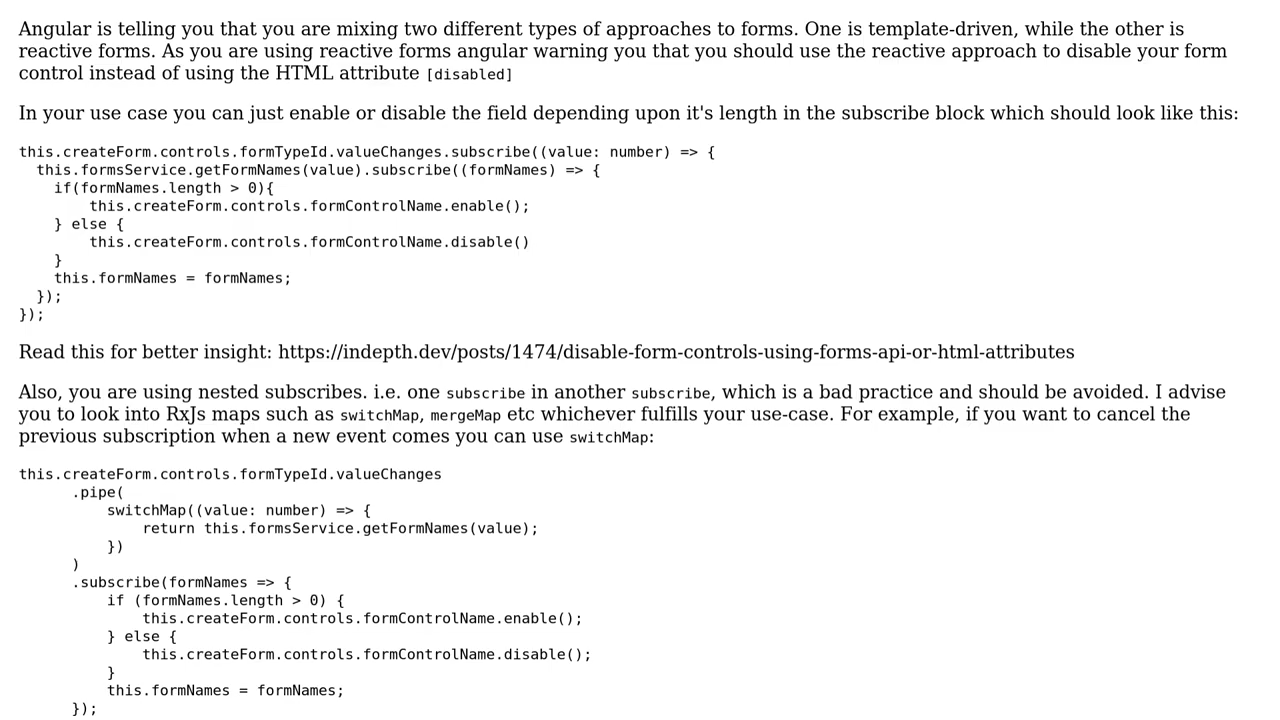 Angular is telling you that you are mixing two different types of approaches to forms. One is template-driven, while the other is
reactive forms. As you are using reactive forms angular warning you that you should use the reactive approach to disable your form
control instead of using the HTML attribute [disabled]
In your use case you can just enable or disable the field depending upon it's length in the subscribe block which should look like this:
this.createForm.controls.formTypeId.valueChanges.subscribe((value: number) => {
  this.formsService.getFormNames(value).subscribe((formNames) => {
    if(formNames.length > 0){
        this.createForm.controls.formControlName.enable();
    } else {
        this.createForm.controls.formControlName.disable()
    }
    this.formNames = formNames;
  });
});
Read this for better insight: https://indepth.dev/posts/1474/disable-form-controls-using-forms-api-or-html-attributes
Also, you are using nested subscribes. i.e. one subscribe in another subscribe, which is a bad practice and should be avoided. I advise
you to look into RxJs maps such as switchMap, mergeMap etc whichever fulfills your use-case. For example, if you want to cancel the
previous subscription when a new event comes you can use switchMap:
this.createForm.controls.formTypeId.valueChanges
      .pipe(
          switchMap((value: number) => {
              return this.formsService.getFormNames(value);
          })
      )
      .subscribe(formNames => {
          if (formNames.length > 0) {
              this.createForm.controls.formControlName.enable();
          } else {
              this.createForm.controls.formControlName.disable();
          }
          this.formNames = formNames;
      });